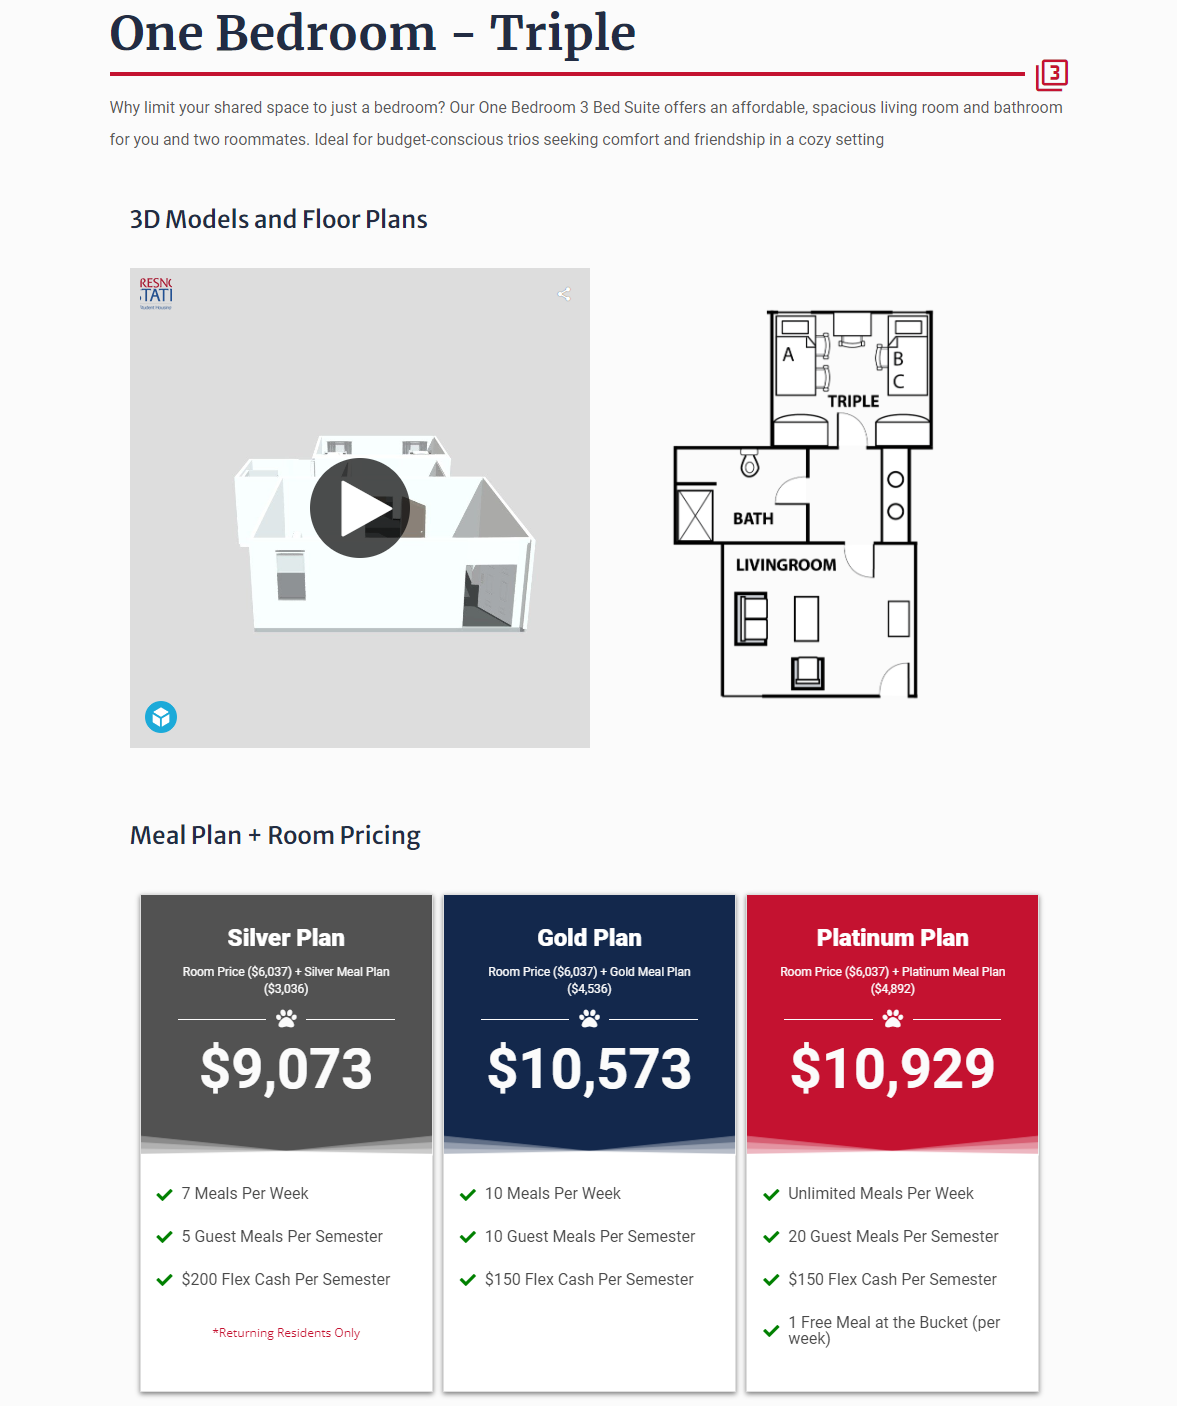 One Bedroom - Triple
3
Why limit your shared space to just a bedroom? Our One Bedroom 3 Bed Suite offers an affordable, spacious living room and bathroom
for you and two roommates. Ideal for budget-conscious trios seeking comfort and friendship in a cozy setting
3D Models and Floor Plans
RESNO
STATE
Student Housing
A
B
C
TRIPLE
BATH
LIVINGROOM
Meal Plan + Room Pricing
Silver Plan
Room Price ($6,037) + Silver Meal Plan
($3,036)
$9,073
7 Meals Per Week
5 Guest Meals Per Semester
$200 Flex Cash Per Semester
*Returning Residents Only
Gold Plan
Room Price ($6,037) + Gold Meal Plan
($4,536)
$10,573
10 Meals Per Week
10 Guest Meals Per Semester
$150 Flex Cash Per Semester
Platinum Plan
Room Price ($6,037) + Platinum Meal Plan
($4,892)
$10,929
Unlimited Meals Per Week
20 Guest Meals Per Semester
$150 Flex Cash Per Semester
1 Free Meal at the Bucket (per
week)